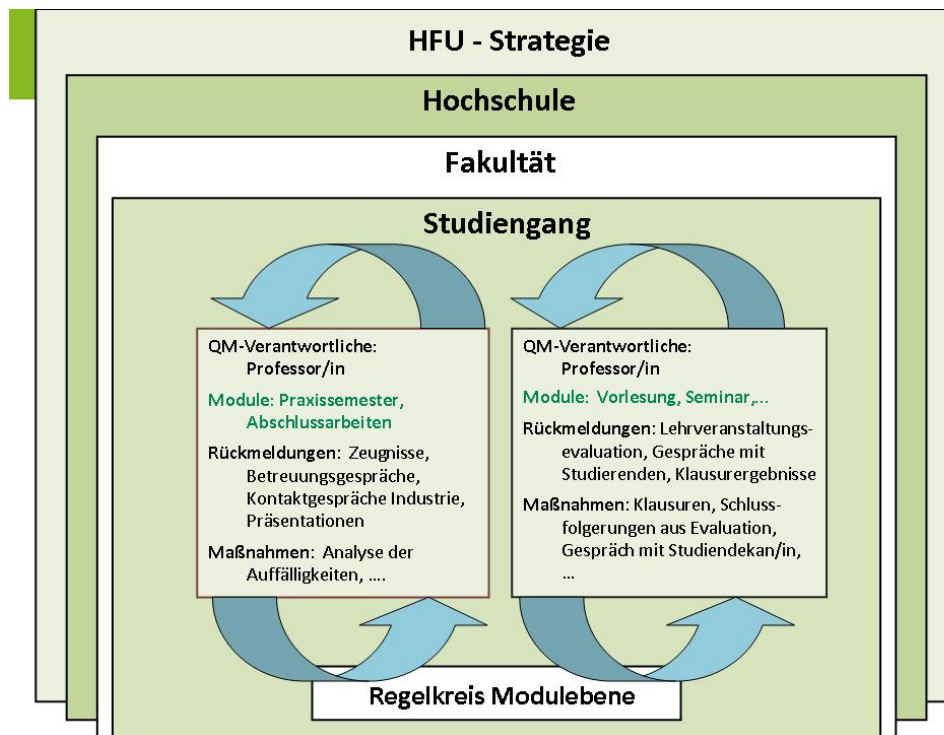 HFU - Strategie
Hochschule
Fakultät
Studiengang
QM-Verantwortliche:
Professor/in
Module: Praxissemester,
Abschlussarbeiten
Rückmeldungen: Zeugnisse,
Betreuungsgespräche,
Kontaktgespräche Industrie,
Präsentationen
Maßnahmen: Analyse der
Auffälligkeiten, ....
QM-Verantwortliche:
Professor/in
Module: Vorlesung, Seminar,...
Rückmeldungen: Lehrveranstaltungs-
evaluation, Gespräche mit
Studierenden, Klausurergebnisse
Maßnahmen: Klausuren, Schluss-
folgerungen aus Evaluation,
Gespräch mit Studiendekan/in,
...
Regelkreis Modulebene